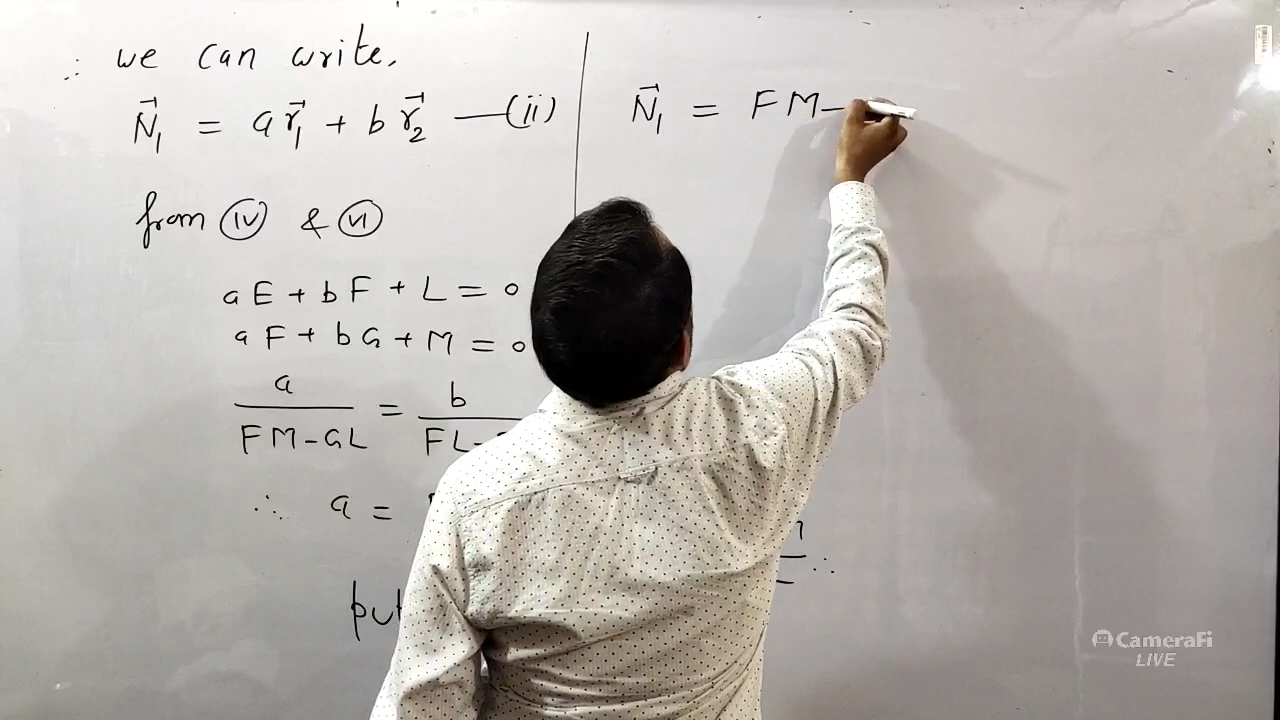 ∴ we can write,
N⃗₁ = a r⃗₁ + b r⃗₂ —(ii)
from (IV) & (VI)
aE + bF + L = 0
aF + bG + M = 0
a / (FM - GL) = b / (FL -
∴ a =
put
N⃗₁ = FM -
CameraFi
LIVE